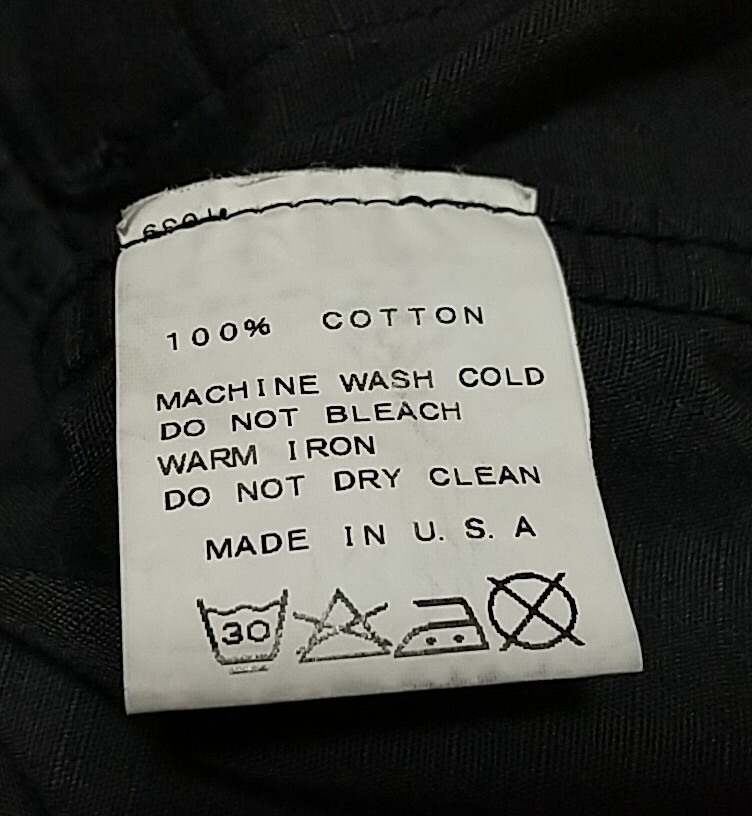 100% COTTON
MACHINE WASH COLD
DO NOT BLEACH
WARM IRON
DO NOT DRY CLEAN
MADE IN U. S. A
30